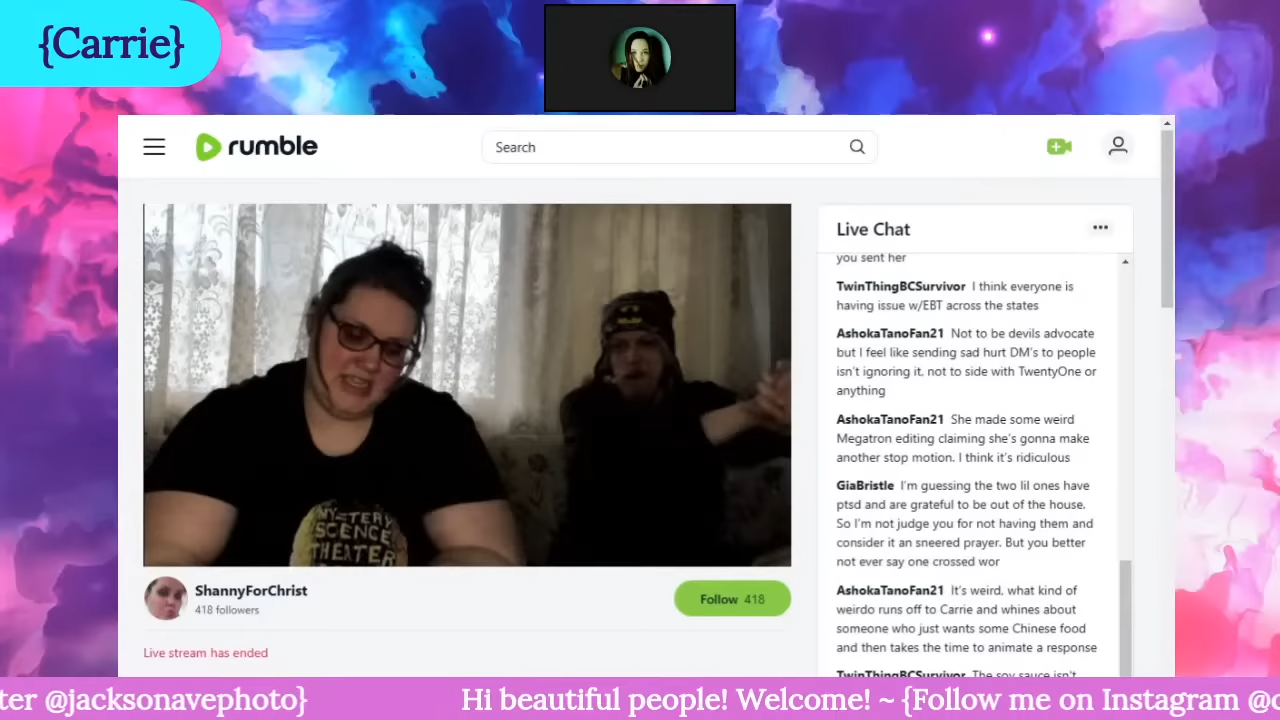 {Carrie}
rumble
Search
Live Chat
you sent her
TwinThingBCSurvivor I think everyone is
having issue w/EBT across the states
AshokaTanoFan21 Not to be devils advocate
but I feel like sending sad hurt DM's to people
isn't ignoring it, not to side with TwentyOne or
anything
AshokaTanoFan21 She made some weird
Megatron editing claiming she's gonna make
another stop motion. I think it's ridiculous
GiaBristle I'm guessing the two lil ones have
ptsd and are grateful to be out of the house.
So I'm not judge you for not having them and
consider it an sneered prayer. But you better
not ever say one crossed wor
AshokaTanoFan21 It's weird, what kind of
weirdo runs off to Carrie and whines about
someone who just wants some Chinese food
and then takes the time to animate a response
TwinThingBCSurvivor The soy sauce isn't
MYSTERY
SCIENCE
THEATER
ShannyForChrist
418 followers
Follow 418
Live stream has ended
ter @jacksonavephoto} Hi beautiful people! Welcome! ~ {Follow me on Instagram @